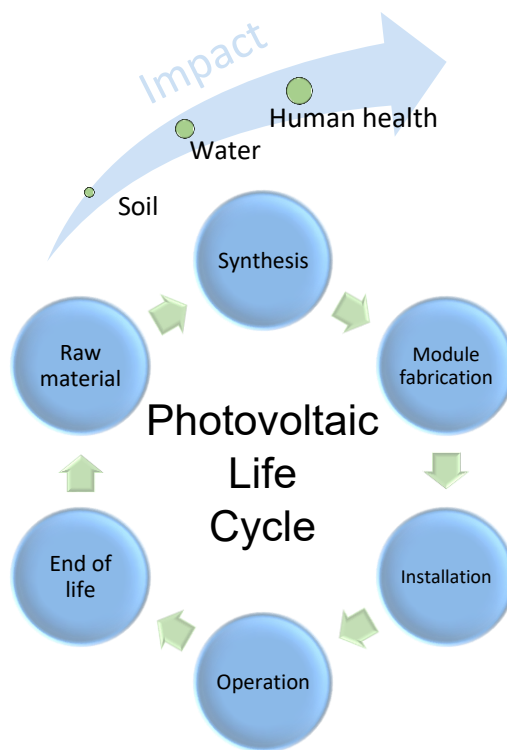 Impact
Human health
Water
Soil
Synthesis
Raw
material
Module
fabrication
Photovoltaic
Life
Cycle
End of
life
Installation
Operation